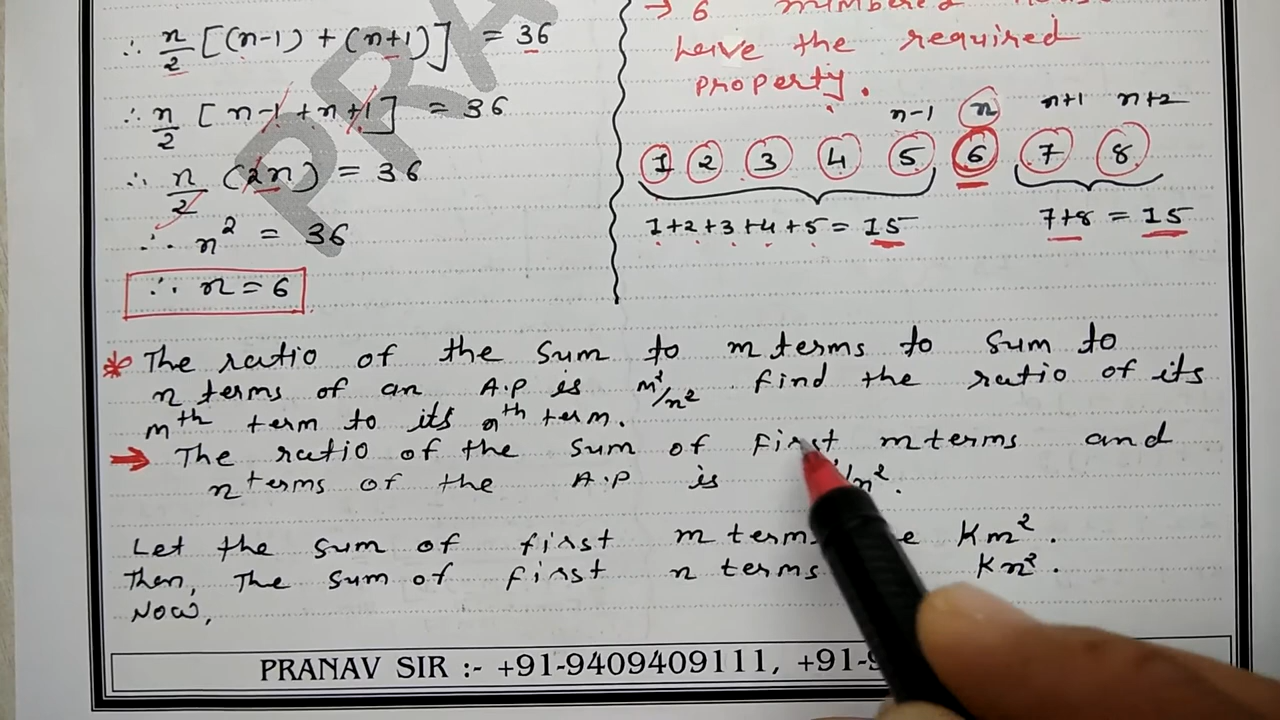 ∴ n/2 [(n-1) + (n+1)] = 36
∴ n/2 [n-1 + n+1] = 36
∴ n/2 (2n) = 36
∴ n² = 36
∴ n = 6
→ 6 numbered
have the required
property.
n-1 n n+1 n+2
1 2 3 4 5 6 7 8
1+2+3+4+5 = 15 7+8 = 15
* The ratio of the sum to m terms to sum to
n terms of an A.P is m²/n². find the ratio of its
mth term to its nth term.
→ The ratio of the sum of first m terms and
n terms of the A.P is /n².
Let the sum of first m terms Km².
Then, The sum of first n terms Kn².
Now,
PRANAV SIR :- +91-9409409111, +91-9
PRA